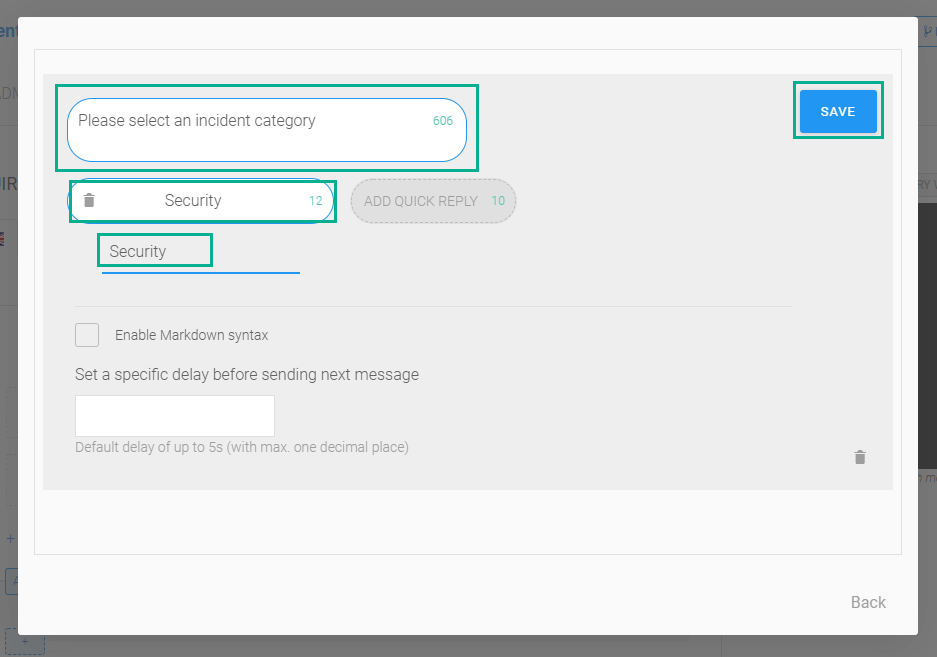 Please select an incident category 606
SAVE
Security 12
ADD QUICK REPLY 10
Security
Enable Markdown syntax
Set a specific delay before sending next message
Default delay of up to 5s (with max. one decimal place)
Back